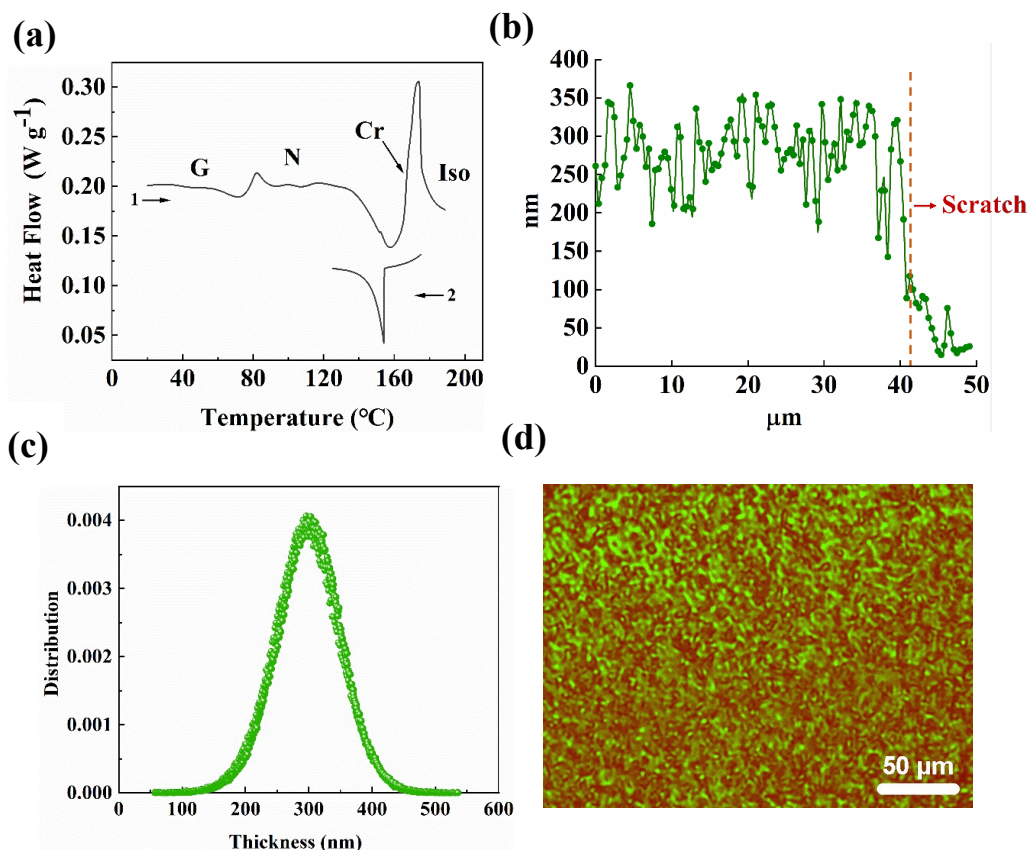 (a)
Heat Flow (W g⁻¹)
0.30
0.25
0.20
0.15
0.10
0.05
G
N
Cr
Iso
1
2
0 40 80 120 160 200
Temperature (°C)
(b)
nm
400
350
300
250
200
150
100
50
0
Scratch
0 10 20 30 40 50
μm
(c)
Distribution
0.004
0.003
0.002
0.001
0.000
0 100 200 300 400 500 600
Thickness (nm)
(d)
50 μm